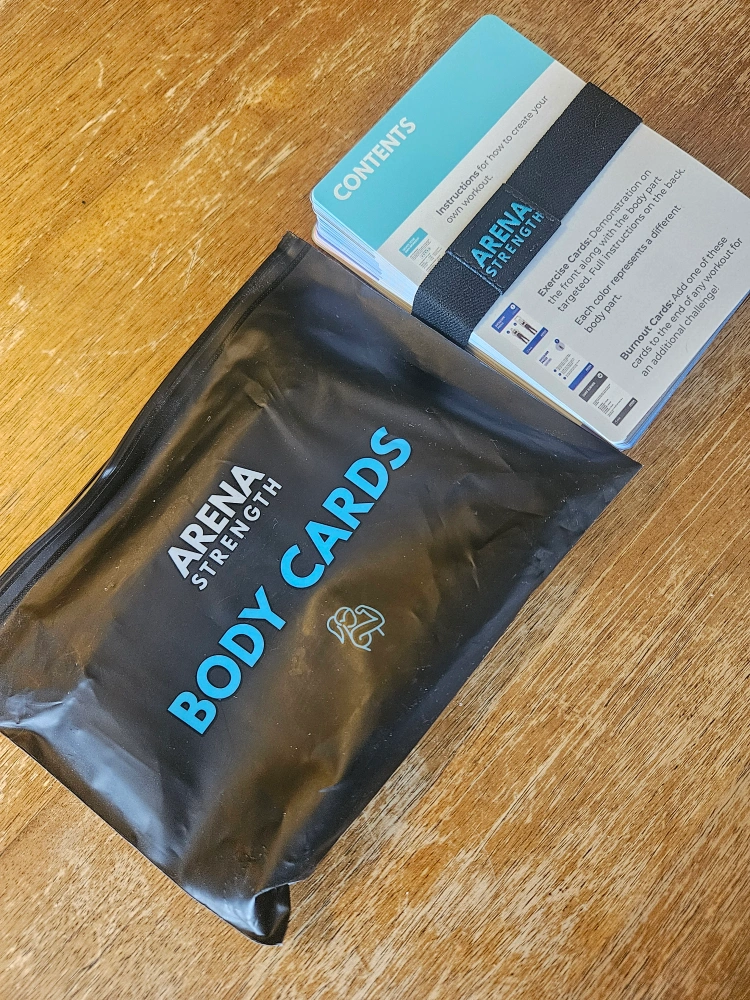 CONTENTS
Instructions for how to create your
own workout.
ARENA
STRENGTH
Exercise Cards: Demonstration on
the front along with the body part
targeted. Full instructions on the back.
Each color represents a different
body part.
Burnout Cards: Add one of these
cards to the end of any workout for
an additional challenge!
ARENA
STRENGTH
BODY CARDS